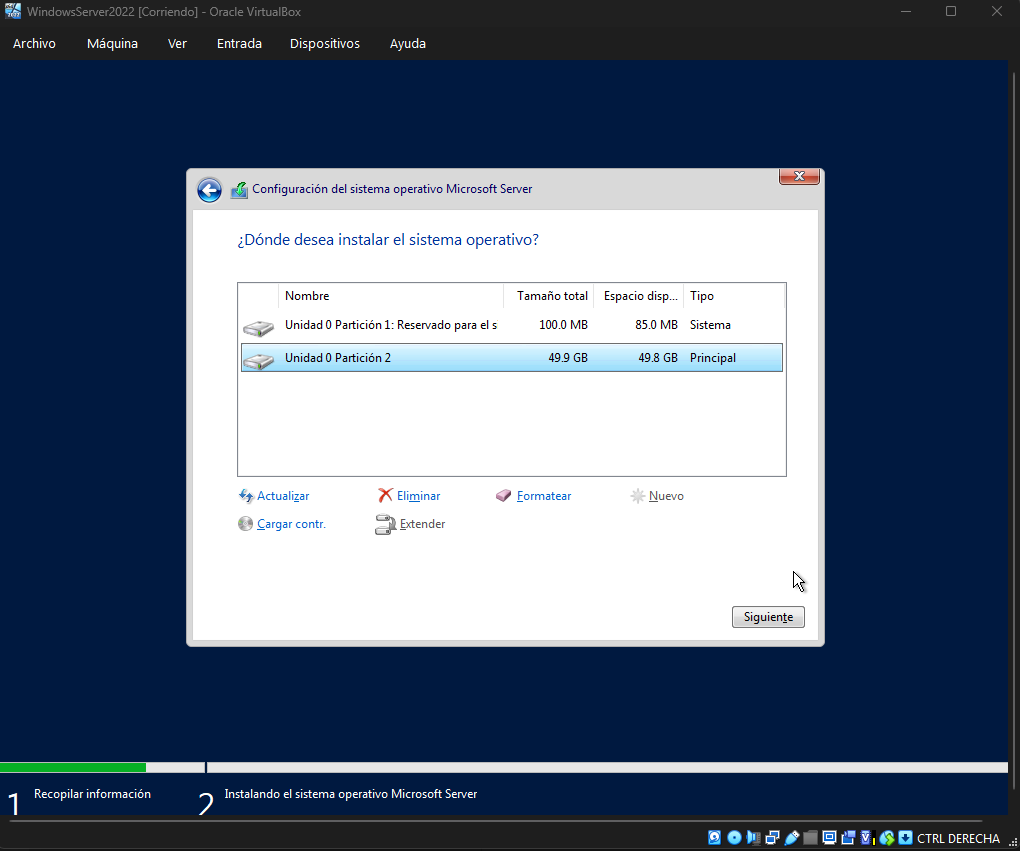 WindowsServer2022 [Corriendo] - Oracle VirtualBox
Archivo Máquina Ver Entrada Dispositivos Ayuda
Configuración del sistema operativo Microsoft Server
¿Dónde desea instalar el sistema operativo?
Nombre Tamaño total Espacio disp... Tipo
Unidad 0 Partición 1: Reservado para el s 100.0 MB 85.0 MB Sistema
Unidad 0 Partición 2 49.9 GB 49.8 GB Principal
Actualizar Eliminar Formatear Nuevo
Cargar contr. Extender
Siguiente
1 Recopilar información 2 Instalando el sistema operativo Microsoft Server
CTRL DERECHA